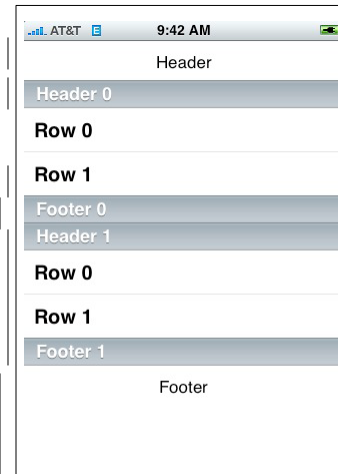 AT&T E 9:42 AM
Header
Header 0
Row 0
Row 1
Footer 0
Header 1
Row 0
Row 1
Footer 1
Footer